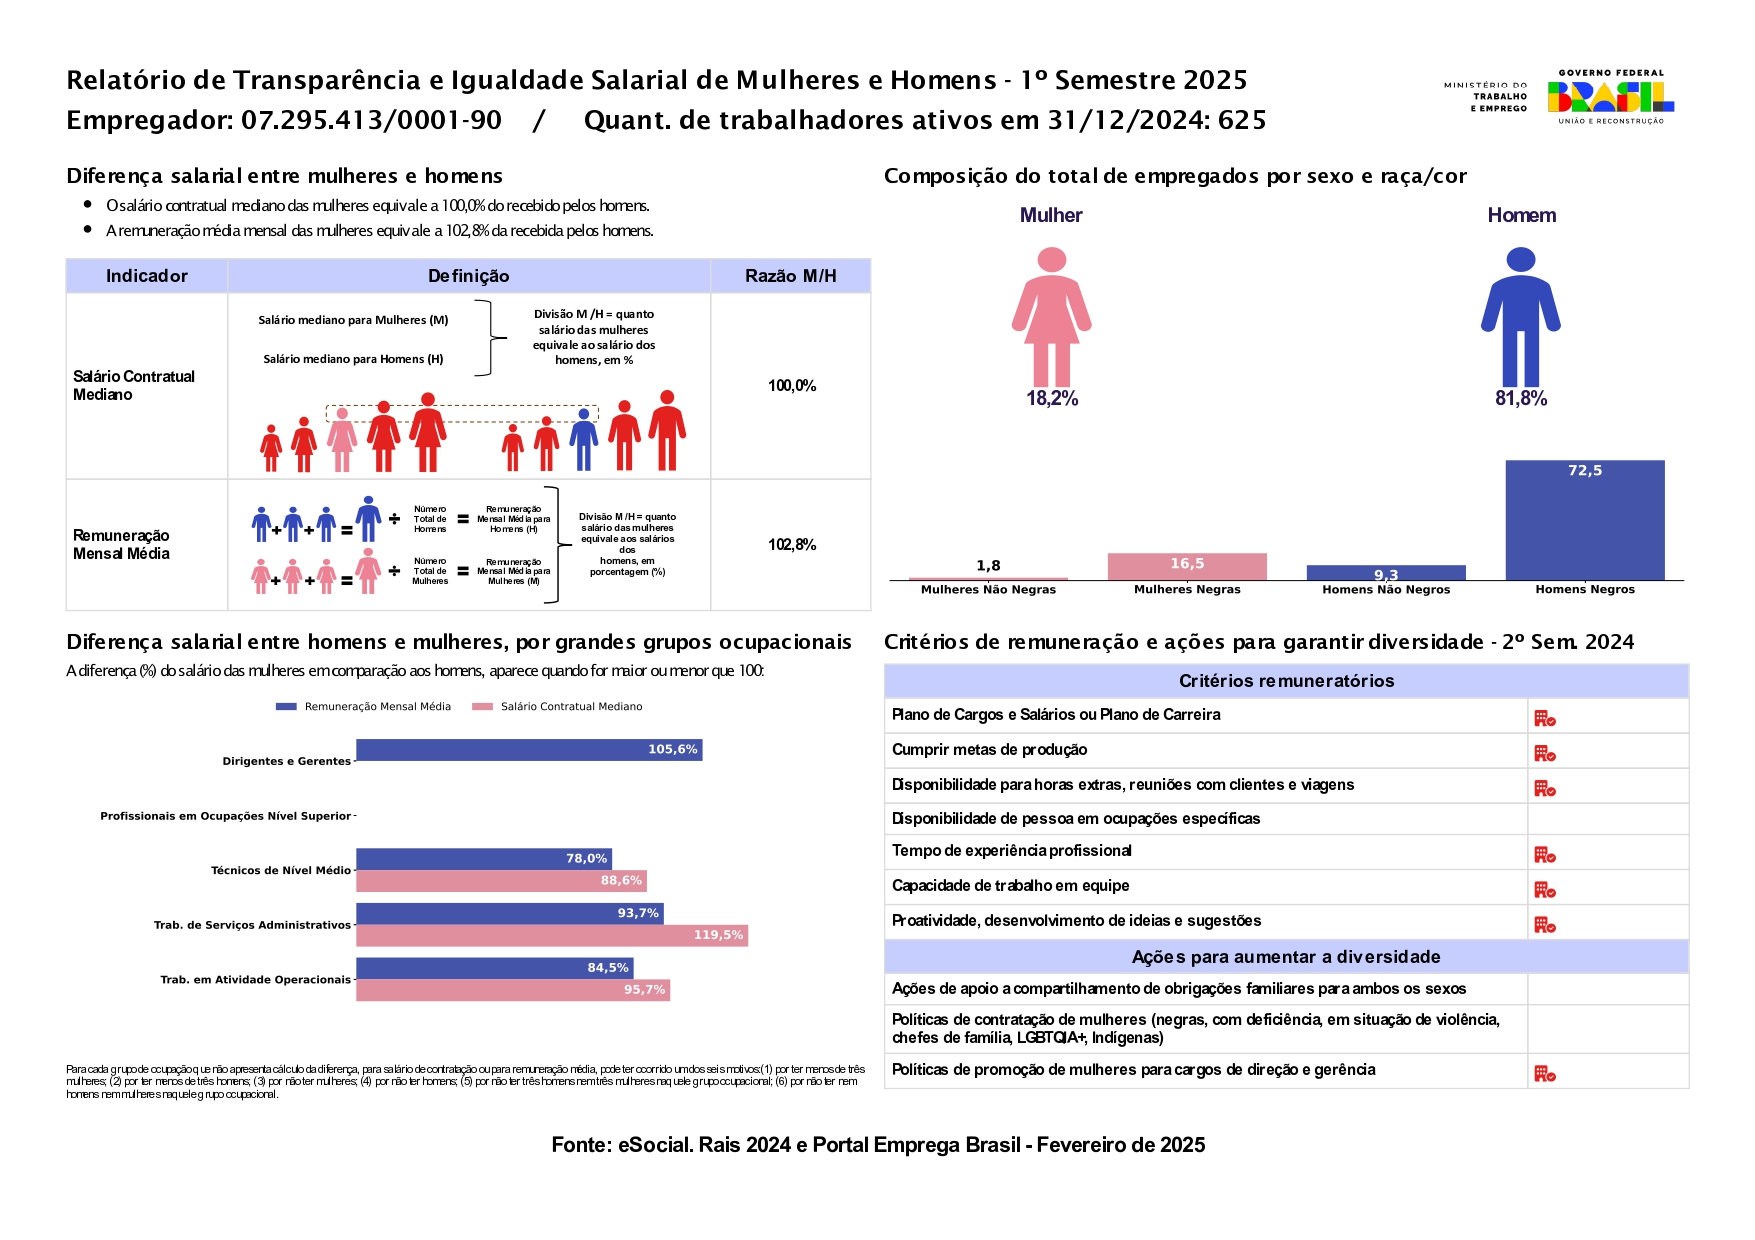 Relatório de Transparência e Igualdade Salarial de Mulheres e Homens - 1º Semestre 2025
Empregador: 07.295.413/0001-90 / Quant. de trabalhadores ativos em 31/12/2024: 625
MINISTÉRIO DO
TRABALHO
E EMPREGO
GOVERNO FEDERAL
BRASIL
UNIÃO E RECONSTRUÇÃO
Diferença salarial entre mulheres e homens
• O salário contratual mediano das mulheres equivale a 100,0% do recebido pelos homens.
• A remuneração média mensal das mulheres equivale a 102,8% da recebida pelos homens.
Indicador Definição Razão M/H
Salário Contratual
Mediano
Salário mediano para Mulheres (M)
Salário mediano para Homens (H)
Divisão M /H = quanto
salário das mulheres
equivale ao salário dos
homens, em %
100,0%
Remuneração
Mensal Média
+ + = ÷
Número
Total de
Homens
=
Remuneração
Mensal Média para
Homens (H)
+ + = ÷
Número
Total de
Mulheres
=
Remuneração
Mensal Média para
Mulheres (M)
Divisão M /H = quanto
salário das mulheres
equivale aos salários
dos
homens, em
porcentagem (%)
102,8%
Composição do total de empregados por sexo e raça/cor
Mulher Homem
18,2% 81,8%
1,8 16,5 9,3 72,5
Mulheres Não Negras Mulheres Negras Homens Não Negros Homens Negros
Diferença salarial entre homens e mulheres, por grandes grupos ocupacionais
A diferença (%) do salário das mulheres em comparação aos homens, aparece quando for maior ou menor que 100:
Remuneração Mensal Média Salário Contratual Mediano
Dirigentes e Gerentes 105,6%
Profissionais em Ocupações Nível Superior
Técnicos de Nível Médio 78,0%
88,6%
Trab. de Serviços Administrativos 93,7%
119,5%
Trab. em Atividade Operacionais 84,5%
95,7%
Para cada grupo de ocupação que não apresenta cálculo da diferença, para salário de contratação ou para remuneração média, pode ter ocorrido um dos seis motivos:(1) por ter menos de três
mulheres; (2) por ter menos de três homens; (3) por não ter mulheres; (4) por não ter homens; (5) por não ter três homens nem três mulheres naquele grupo ocupacional; (6) por não ter nem
homens nem mulheres naquele grupo ocupacional.
Critérios de remuneração e ações para garantir diversidade - 2º Sem. 2024
Critérios remuneratórios
Plano de Cargos e Salários ou Plano de Carreira
Cumprir metas de produção
Disponibilidade para horas extras, reuniões com clientes e viagens
Disponibilidade de pessoa em ocupações específicas
Tempo de experiência profissional
Capacidade de trabalho em equipe
Proatividade, desenvolvimento de ideias e sugestões
Ações para aumentar a diversidade
Ações de apoio a compartilhamento de obrigações familiares para ambos os sexos
Políticas de contratação de mulheres (negras, com deficiência, em situação de violência,
chefes de família, LGBTQIA+, Indígenas)
Políticas de promoção de mulheres para cargos de direção e gerência
Fonte: eSocial. Rais 2024 e Portal Emprega Brasil - Fevereiro de 2025